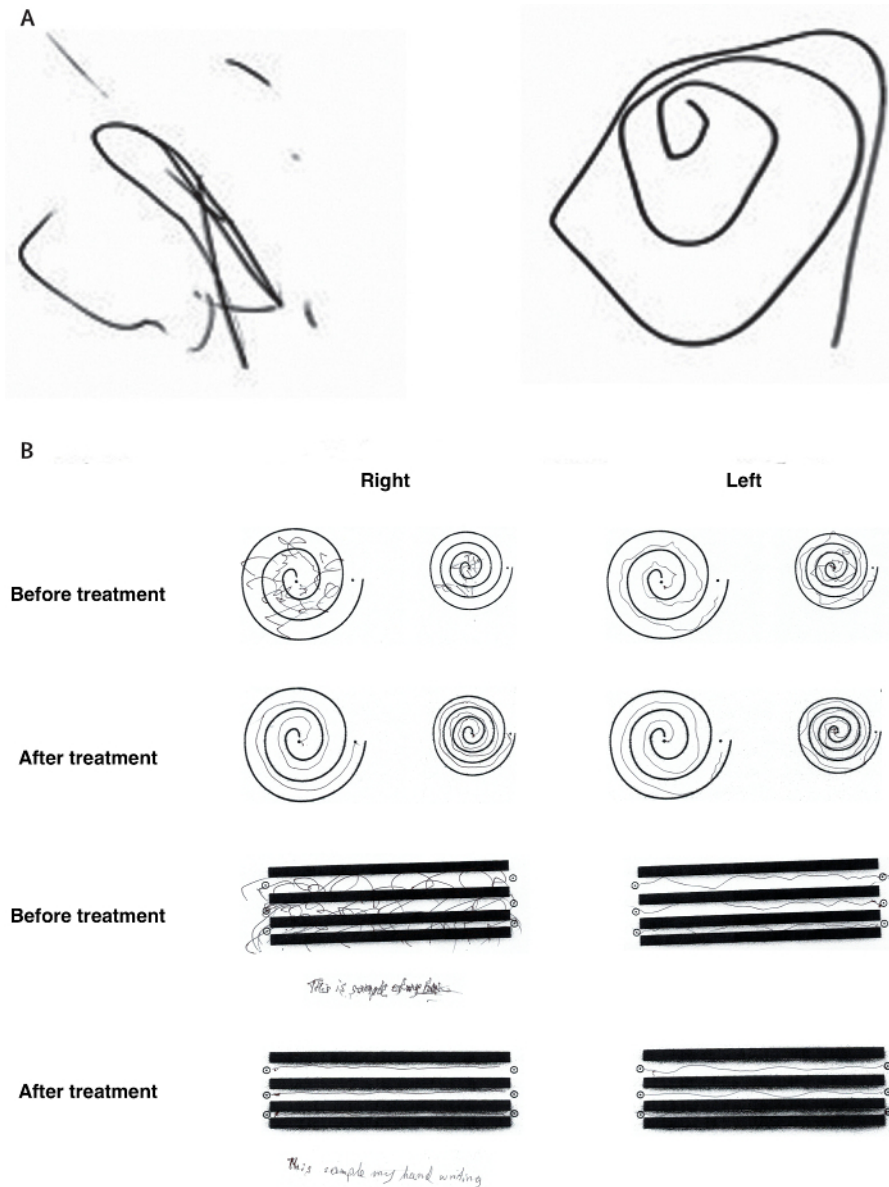 A
B
Right Left
Before treatment
After treatment
Before treatment
This is sample of my
After treatment
This sample my hand writing